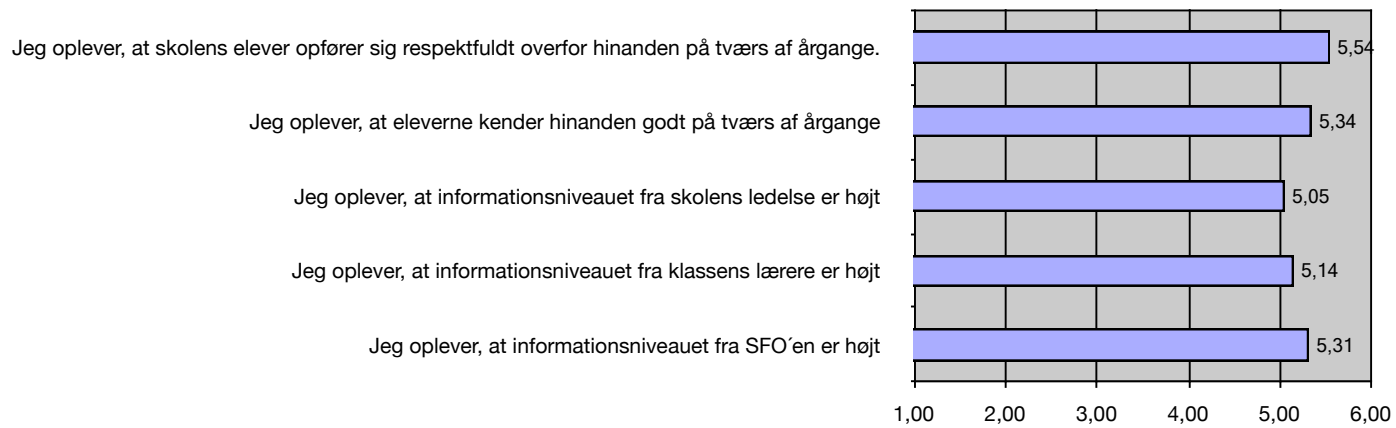 Jeg oplever, at skolens elever opfører sig respektfuldt overfor hinanden på tværs af årgange.
5,54
Jeg oplever, at eleverne kender hinanden godt på tværs af årgange
5,34
Jeg oplever, at informationsniveauet fra skolens ledelse er højt
5,05
Jeg oplever, at informationsniveauet fra klassens lærere er højt
5,14
Jeg oplever, at informationsniveauet fra SFO´en er højt
5,31
1,00 2,00 3,00 4,00 5,00 6,00